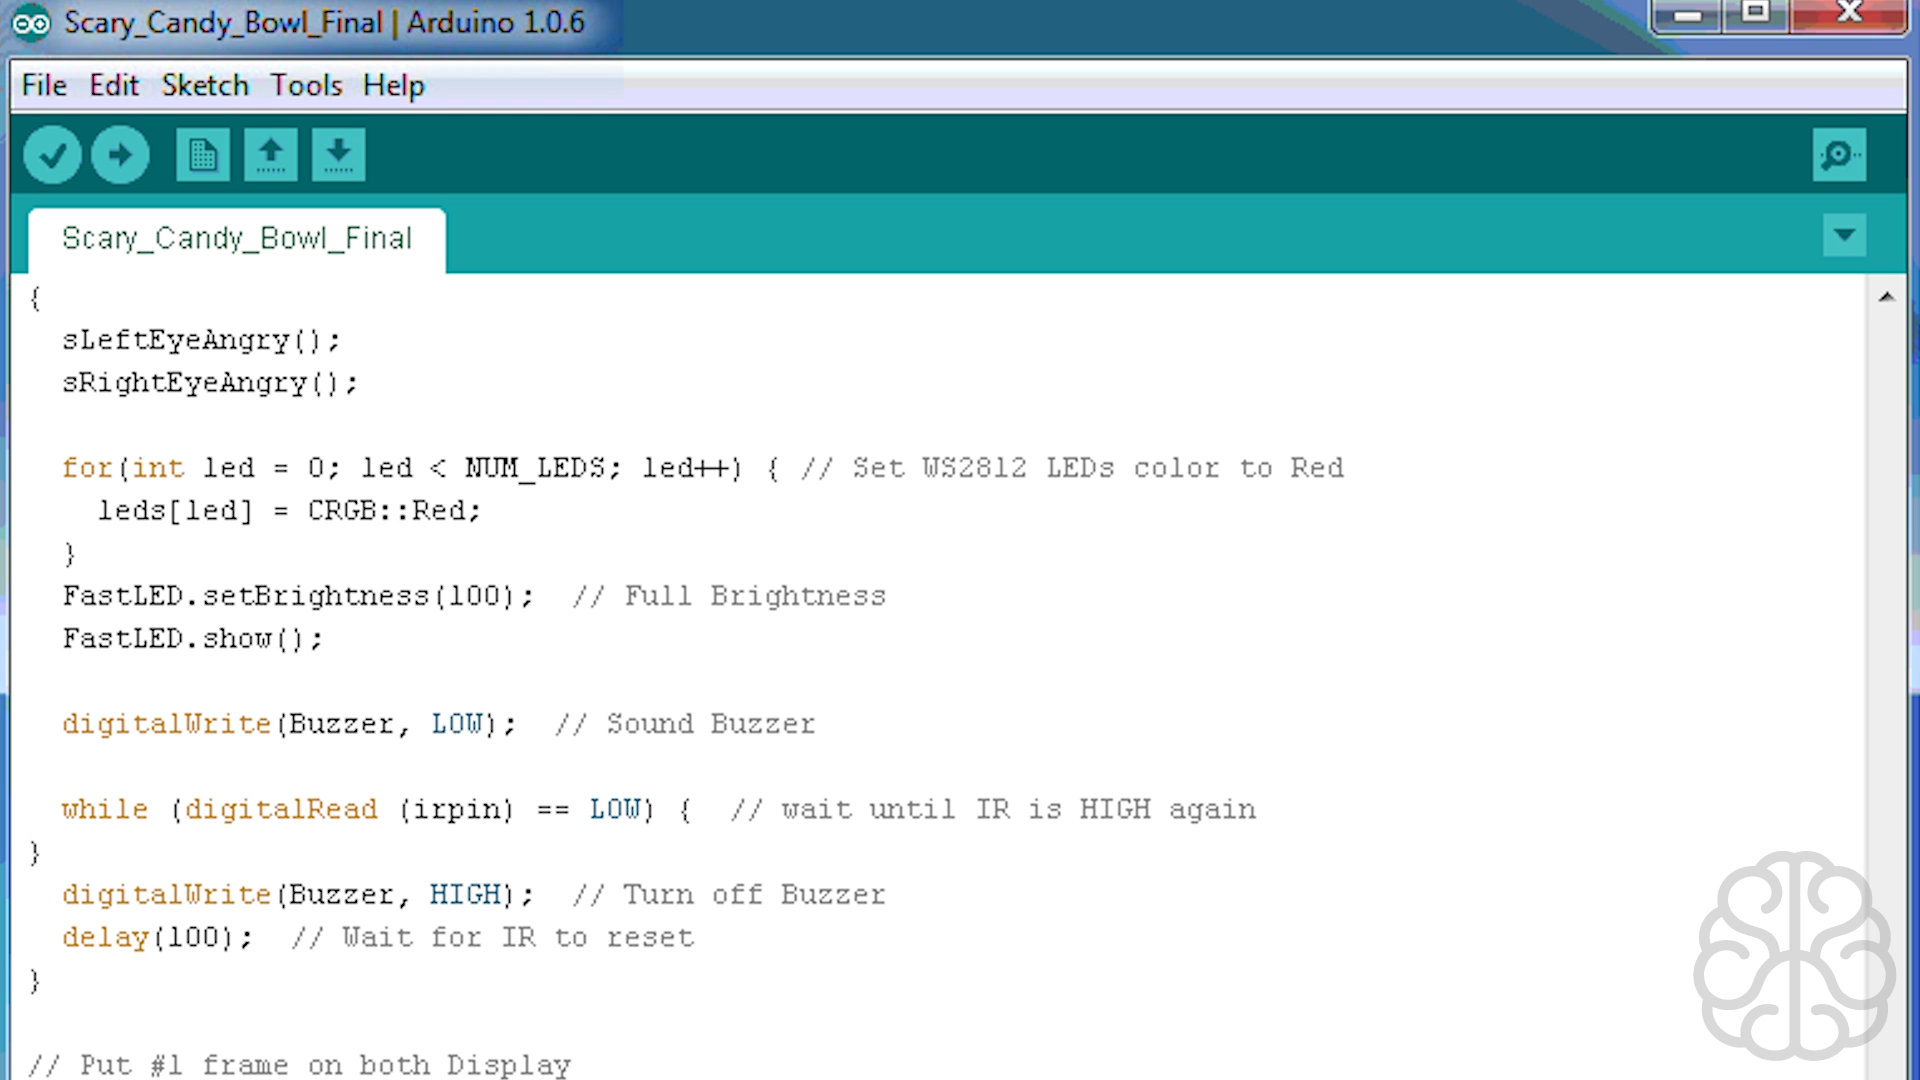 Scary_Candy_Bowl_Final | Arduino 1.0.6
File Edit Sketch Tools Help
Scary_Candy_Bowl_Final
{
sLeftEyeAngry();
sRightEyeAngry();
for(int led = 0; led < NUM_LEDS; led++) { // Set WS2812 LEDs color to Red
leds[led] = CRGB::Red;
}
FastLED.setBrightness(100); // Full Brightness
FastLED.show();
digitalWrite(Buzzer, LOW); // Sound Buzzer
while (digitalRead (irpin) == LOW) { // wait until IR is HIGH again
}
digitalWrite(Buzzer, HIGH); // Turn off Buzzer
delay(100); // Wait for IR to reset
}
// Put #1 frame on both Display